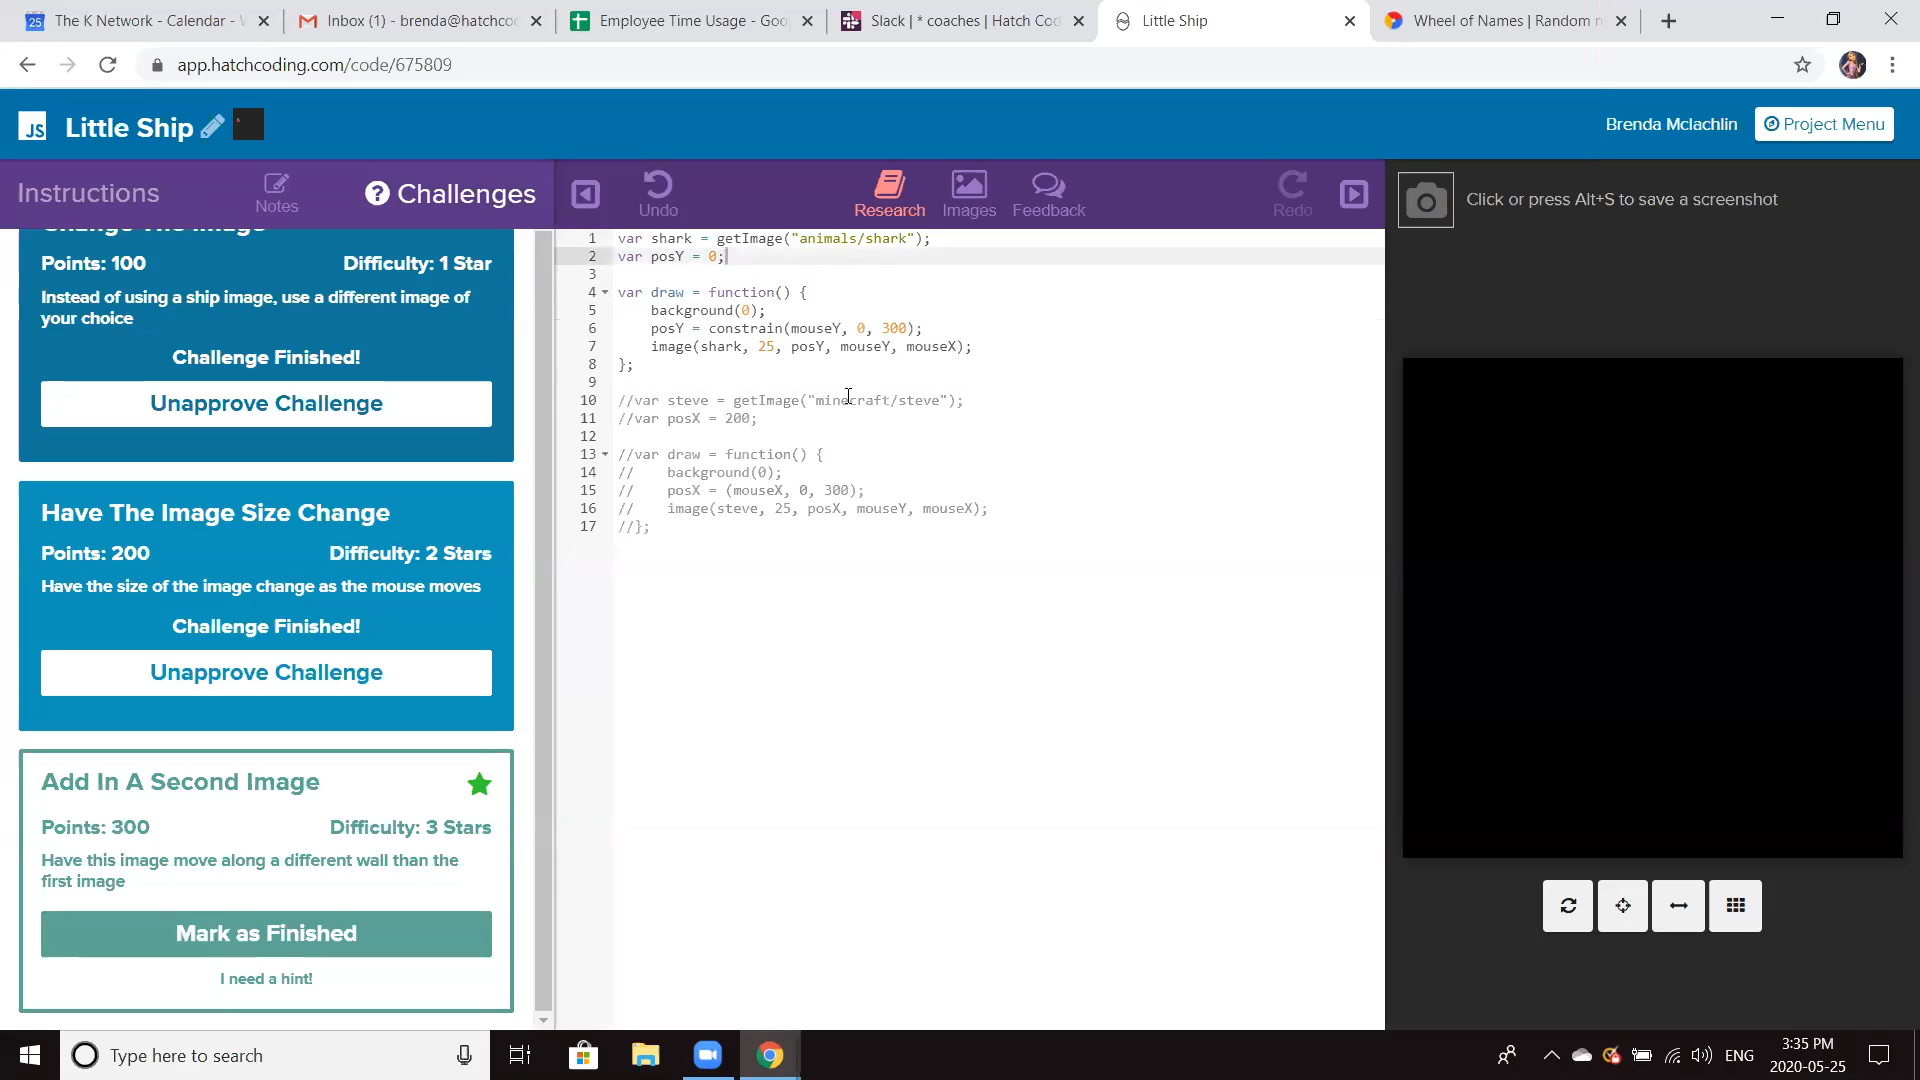 The K Network - Calendar - 
Inbox (1) - brenda@hatchco
Employee Time Usage - Goo
Slack | * coaches | Hatch Cod
Little Ship
Wheel of Names | Random n
app.hatchcoding.com/code/675809
JS
Little Ship
Brenda Mclachlin
Project Menu
Instructions
Notes
? Challenges
Undo
Research
Images
Feedback
Redo
Click or press Alt+S to save a screenshot
Change The Image
Points: 100 Difficulty: 1 Star
Instead of using a ship image, use a different image of
your choice
Challenge Finished!
Unapprove Challenge
Have The Image Size Change
Points: 200 Difficulty: 2 Stars
Have the size of the image change as the mouse moves
Challenge Finished!
Unapprove Challenge
Add In A Second Image
Points: 300 Difficulty: 3 Stars
Have this image move along a different wall than the
first image
Mark as Finished
I need a hint!
1 var shark = getImage("animals/shark");
2 var posY = 0;
3
4 var draw = function() {
5     background(0);
6     posY = constrain(mouseY, 0, 300);
7     image(shark, 25, posY, mouseY, mouseX);
8 };
9
10 //var steve = getImage("minecraft/steve");
11 //var posX = 200;
12
13 //var draw = function() {
14 //    background(0);
15 //    posX = (mouseX, 0, 300);
16 //    image(steve, 25, posX, mouseY, mouseX);
17 //};
Type here to search
ENG
3:35 PM
2020-05-25